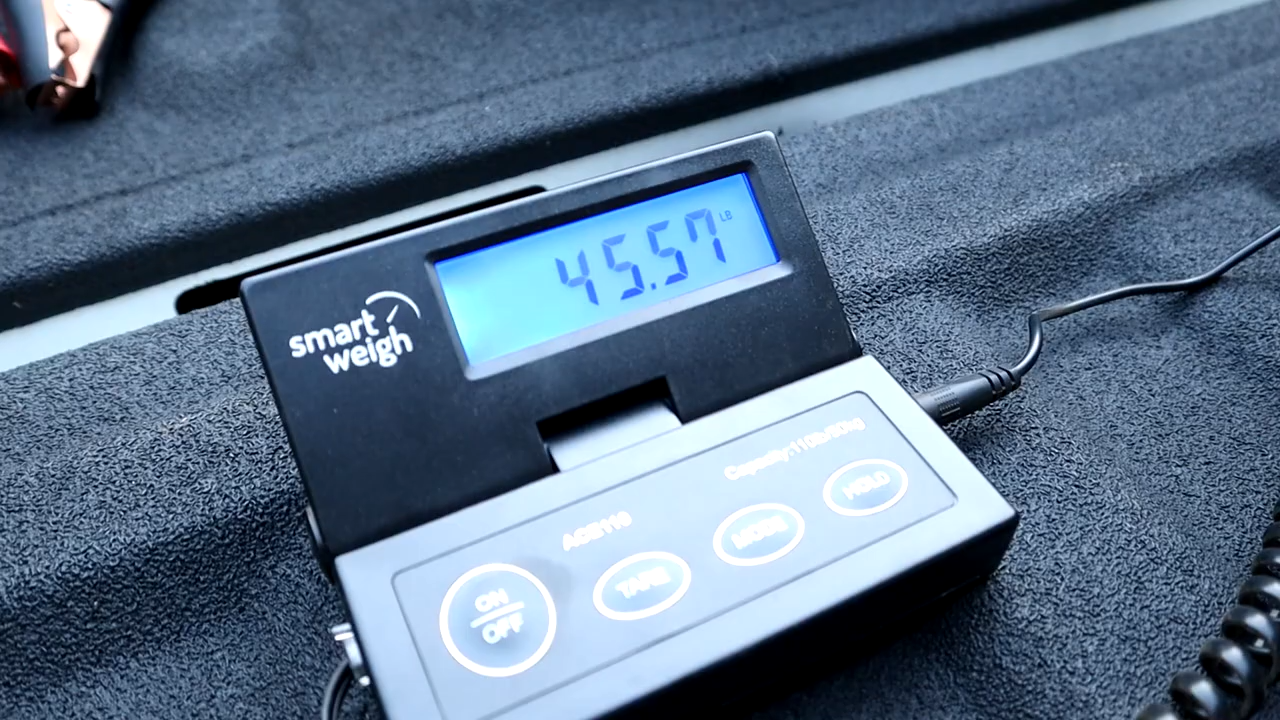 45.57 LB
smart
weigh
Capacity:110lb/50kg
ACE110
ON
OFF
TARE
MODE
HOLD